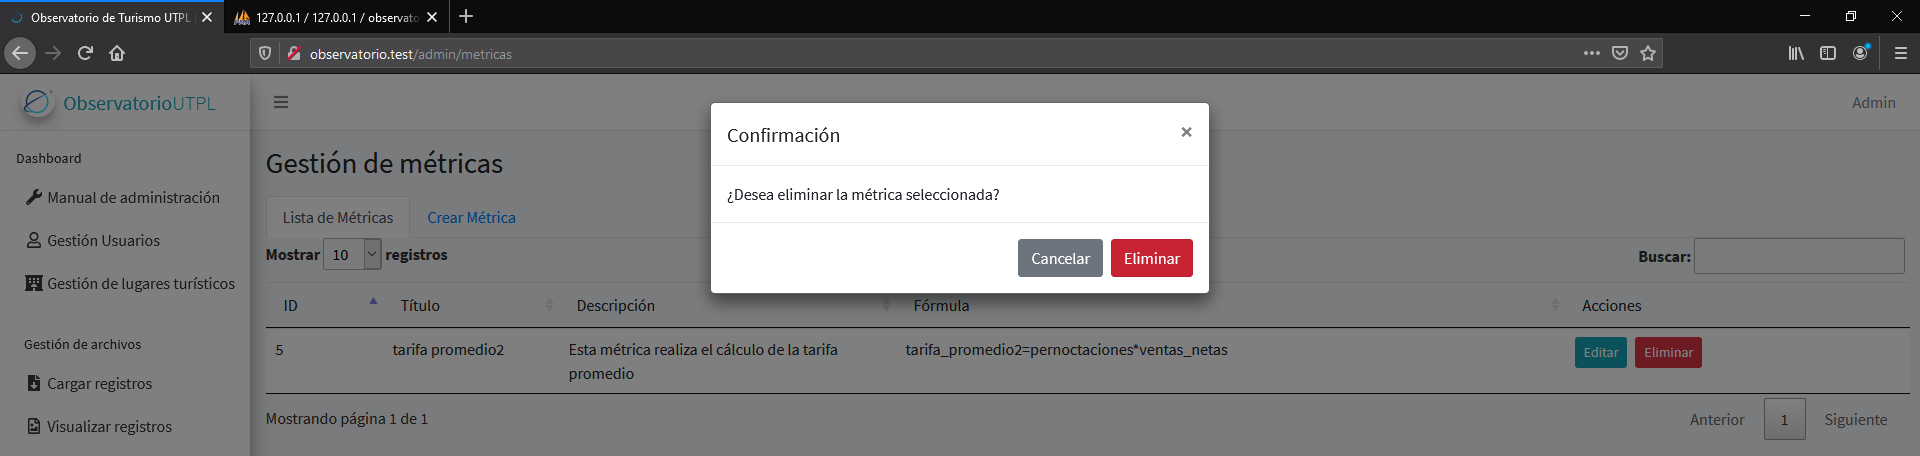 Observatorio de Turismo UTPL
127.0.0.1 / 127.0.0.1 / observato
observatorio.test/admin/metricas
ObservatorioUTPL
Admin
Dashboard
Manual de administración
Gestión Usuarios
Gestión de lugares turísticos
Gestión de archivos
Cargar registros
Visualizar registros
Gestión de métricas
Lista de Métricas Crear Métrica
Mostrar 10 registros
Buscar:
Confirmación ×
¿Desea eliminar la métrica seleccionada?
Cancelar Eliminar
ID Título Descripción Fórmula Acciones
5 tarifa promedio2 Esta métrica realiza el cálculo de la tarifa tarifa_promedio2=pernoctaciones*ventas_netas Editar Eliminar
promedio
Mostrando página 1 de 1
Anterior 1 Siguiente